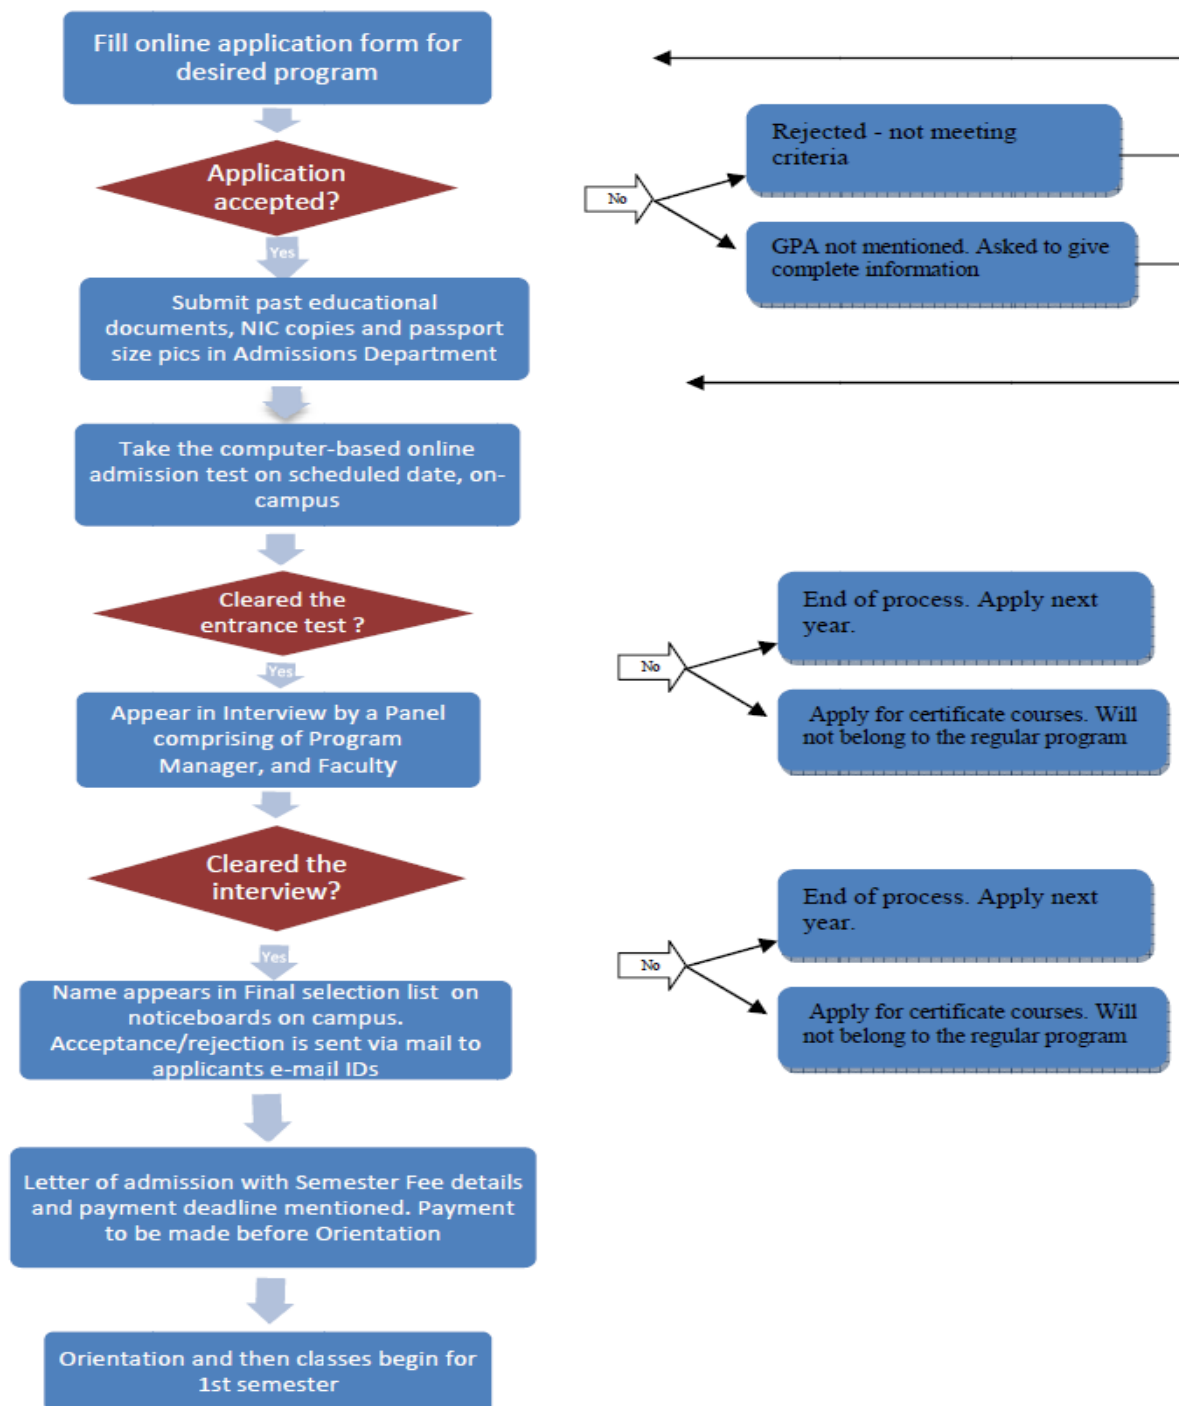 Fill online application form for
desired program
Application
accepted?
No
Rejected - not meeting
criteria
GPA not mentioned. Asked to give
complete information
Yes
Submit past educational
documents, NIC copies and passport
size pics in Admissions Department
Take the computer-based online
admission test on scheduled date, on-
campus
Cleared the
entrance test ?
No
End of process. Apply next
year.
Apply for certificate courses. Will
not belong to the regular program
Yes
Appear in Interview by a Panel
comprising of Program
Manager, and Faculty
Cleared the
interview?
No
End of process. Apply next
year.
Apply for certificate courses. Will
not belong to the regular program
Yes
Name appears in Final selection list on
noticeboards on campus.
Acceptance/rejection is sent via mail to
applicants e-mail IDs
Letter of admission with Semester Fee details
and payment deadline mentioned. Payment
to be made before Orientation
Orientation and then classes begin for
1st semester